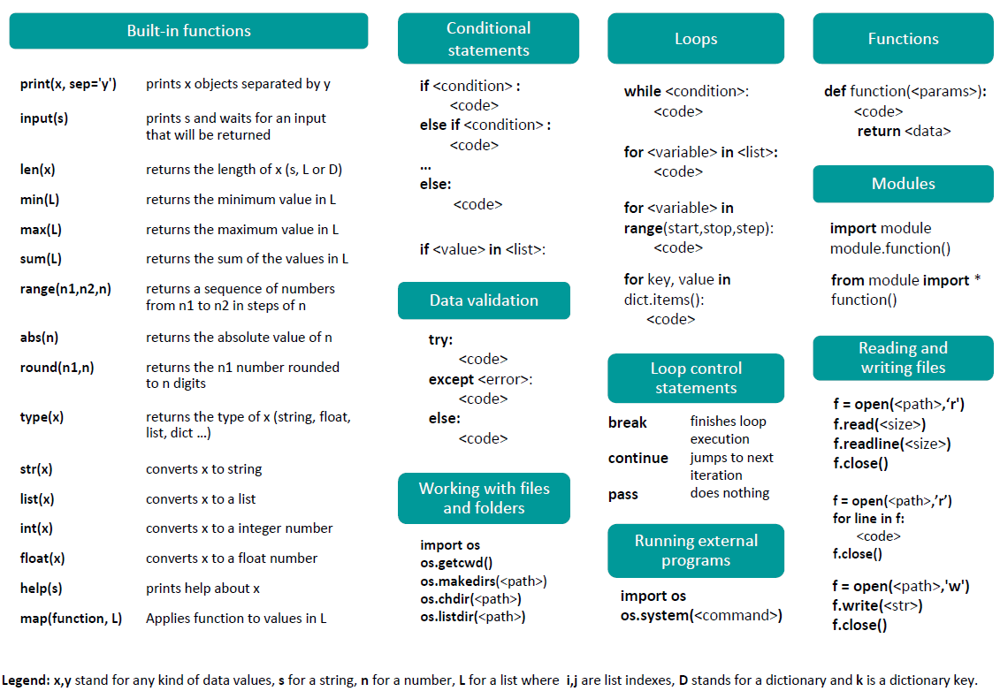 Built-in functions
print(x, sep='y') prints x objects separated by y
input(s) prints s and waits for an input
that will be returned
len(x) returns the length of x (s, L or D)
min(L) returns the minimum value in L
max(L) returns the maximum value in L
sum(L) returns the sum of the values in L
range(n1,n2,n) returns a sequence of numbers
from n1 to n2 in steps of n
abs(n) returns the absolute value of n
round(n1,n) returns the n1 number rounded
to n digits
type(x) returns the type of x (string, float,
list, dict …)
str(x) converts x to string
list(x) converts x to a list
int(x) converts x to a integer number
float(x) converts x to a float number
help(s) prints help about x
map(function, L) Applies function to values in L
Conditional
statements
if <condition> :
<code>
else if <condition> :
<code>
...
else:
<code>
if <value> in <list>:
Data validation
try:
<code>
except <error>:
<code>
else:
<code>
Working with files
and folders
import os
os.getcwd()
os.makedirs(<path>)
os.chdir(<path>)
os.listdir(<path>)
Loops
while <condition>:
<code>
for <variable> in <list>:
<code>
for <variable> in
range(start,stop,step):
<code>
for key, value in
dict.items():
<code>
Loop control
statements
break finishes loop
execution
continue jumps to next
iteration
pass does nothing
Running external
programs
import os
os.system(<command>)
Functions
def function(<params>):
<code>
return <data>
Modules
import module
module.function()
from module import *
function()
Reading and
writing files
f = open(<path>,‘r')
f.read(<size>)
f.readline(<size>)
f.close()
f = open(<path>,’r’)
for line in f:
<code>
f.close()
f = open(<path>,'w')
f.write(<str>)
f.close()
Legend: x,y stand for any kind of data values, s for a string, n for a number, L for a list where i,j are list indexes, D stands for a dictionary and k is a dictionary key.